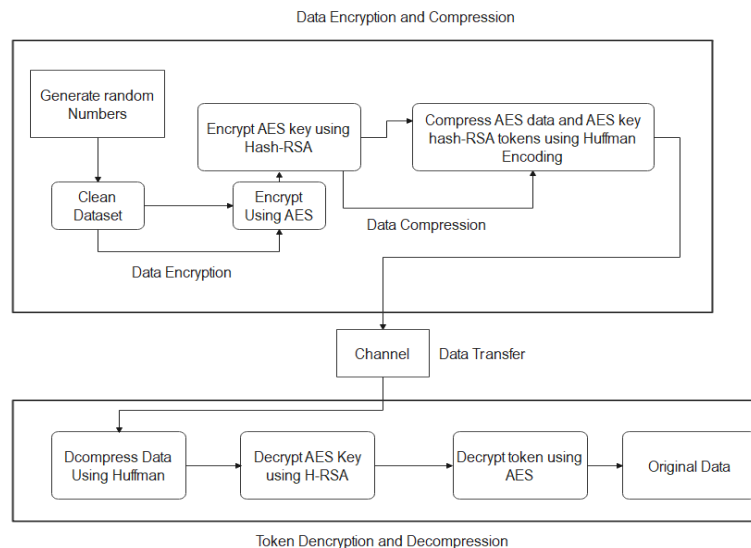 Data Encryption and Compression
Generate random
Numbers
Encrypt AES key using
Hash-RSA
Compress AES data and AES key
hash-RSA tokens using Huffman
Encoding
Clean
Dataset
Encrypt
Using AES
Data Compression
Data Encryption
Channel
Data Transfer
Dcompress Data
Using Huffman
Decrypt AES Key
using H-RSA
Decrypt token using
AES
Original Data
Token Dencryption and Decompression